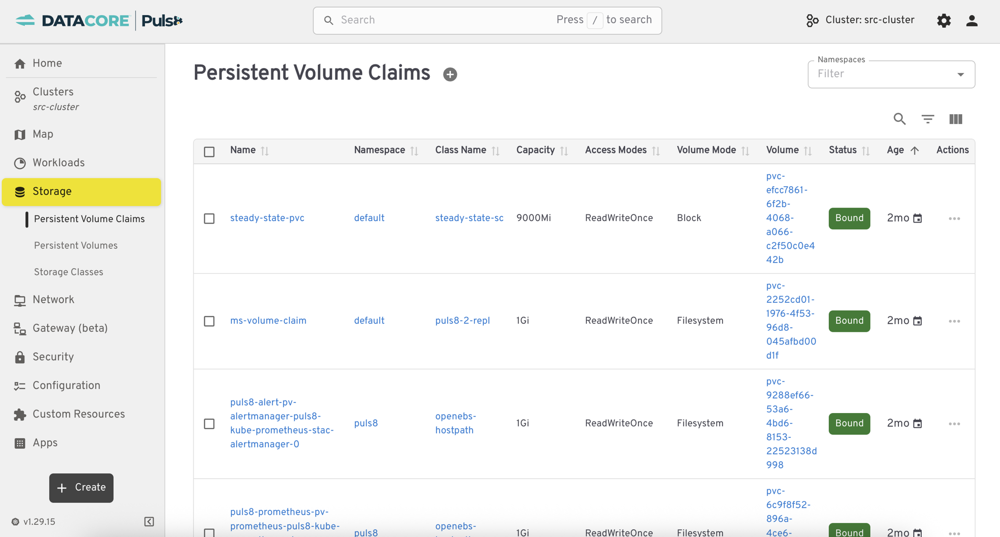 DATACORE Puls8
Search
Press / to search
Cluster: src-cluster
Home
Clusters
src-cluster
Map
Workloads
Storage
Persistent Volume Claims
Persistent Volumes
Storage Classes
Network
Gateway (beta)
Security
Configuration
Custom Resources
Apps
+ Create
v1.29.15
Persistent Volume Claims
Namespaces
Filter
Name Namespace Class Name Capacity Access Modes Volume Mode Volume Status Age Actions
steady-state-pvc default steady-state-sc 9000Mi ReadWriteOnce Block
pvc-
efcc7861-
6f2b-
4068-
a066-
c2f50c0e4
42b
Bound 2mo
ms-volume-claim default puls8-2-repl 1Gi ReadWriteOnce Filesystem
pvc-
2252cd01-
1976-4f53-
96d8-
045afbd00
d1f
Bound 2mo
puls8-alert-pv-
alertmanager-puls8-
kube-prometheus-stac-
alertmanager-0
puls8
openebs-
hostpath
1Gi ReadWriteOnce Filesystem
pvc-
9288ef66-
53a6-
4bd6-
8153-
22523138d
998
Bound 2mo
puls8-prometheus-pv-
prometheus-puls8-kube-
puls8
openebs-
1Gi ReadWriteOnce Filesystem
pvc-
6c9f8f52-
896a-
4ce6-
Bound 2mo